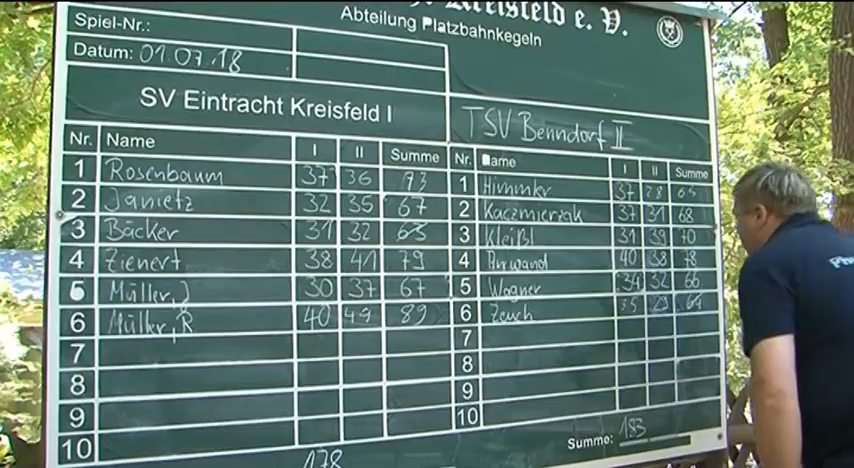 Kreisfeld e. V.
Abteilung Platzbahnkegeln
Spiel-Nr.:
Datum: 01.07.18
SV Eintracht Kreisfeld I
TSV Benndorf II
Nr. Name I II Summe Nr. ame I II Summe
1 Rosenbaum 37 36 73 1 Himmler 37 28 65
2 Janietz 32 35 67 2 Kaczmierzak 37 31 68
3 Bäcker 31 32 63 3 Kleißl 31 39 70
4 Zienert 38 41 79 4 40 38 78
5 Müller, J 30 37 67 5 Wagner 34 32 66
6 Müller, R 40 49 89 6 Zeuch 35 29 64
7 7
8 8
9 9
10 10
178
Summe: 183